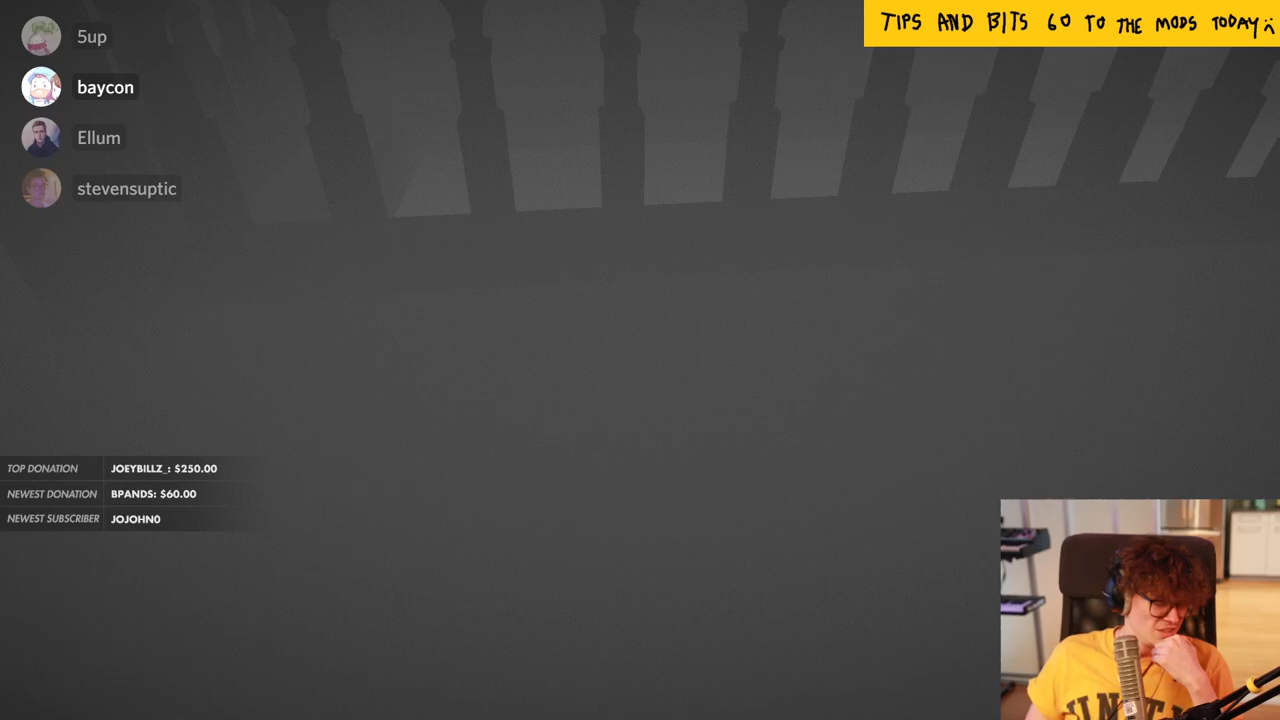 5up
TIPS AND BITS GO TO THE MODS TODAY :(
baycon
Ellum
stevensuptic
TOP DONATION JOEYBILLZ_: $250.00
NEWEST DONATION BPANDS: $60.00
NEWEST SUBSCRIBER JOJOHN0